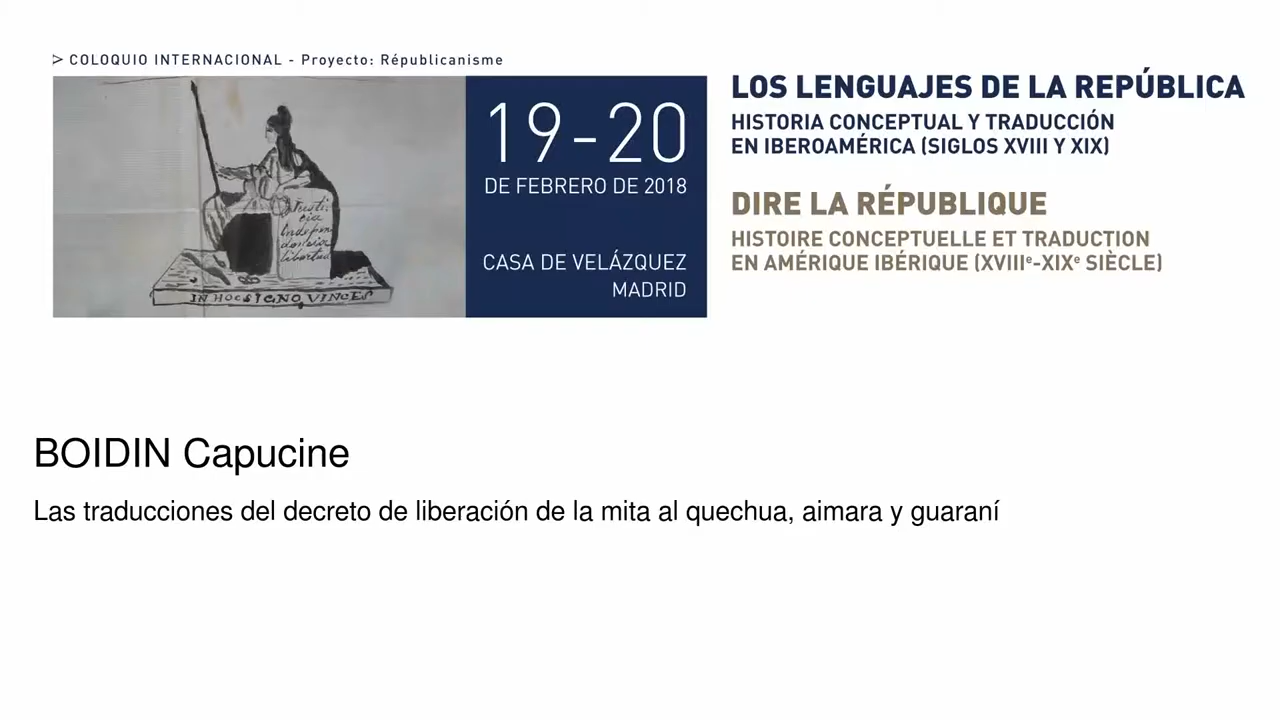 > COLOQUIO INTERNACIONAL - Proyecto: Républicanisme
19-20
DE FEBRERO DE 2018
CASA DE VELÁZQUEZ
MADRID
LOS LENGUAJES DE LA REPÚBLICA
HISTORIA CONCEPTUAL Y TRADUCCIÓN
EN IBEROAMÉRICA (SIGLOS XVIII Y XIX)
DIRE LA RÉPUBLIQUE
HISTOIRE CONCEPTUELLE ET TRADUCTION
EN AMÉRIQUE IBÉRIQUE (XVIIIe-XIXe SIÈCLE)
IN HOC SIGNO VINCES
BOIDIN Capucine
Las traducciones del decreto de liberación de la mita al quechua, aimara y guaraní